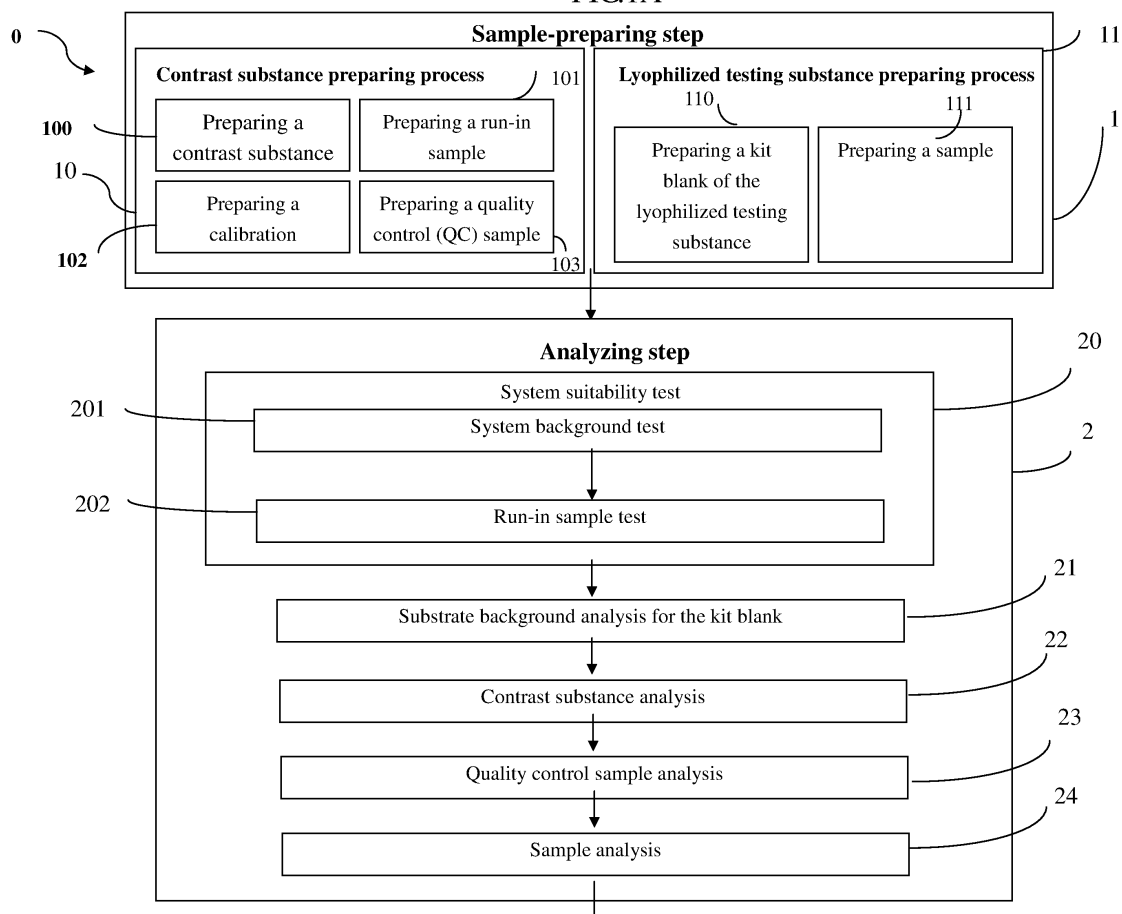 0
Sample-preparing step
11
Contrast substance preparing process
101
Lyophilized testing substance preparing process
110
111
100
Preparing a
contrast substance
Preparing a run-in
sample
1
Preparing a kit
blank of the
lyophilized testing
substance
Preparing a sample
10
Preparing a
calibration
Preparing a quality
control (QC) sample
102
103
Analyzing step
20
System suitability test
201
System background test
2
202
Run-in sample test
21
Substrate background analysis for the kit blank
22
Contrast substance analysis
23
Quality control sample analysis
24
Sample analysis